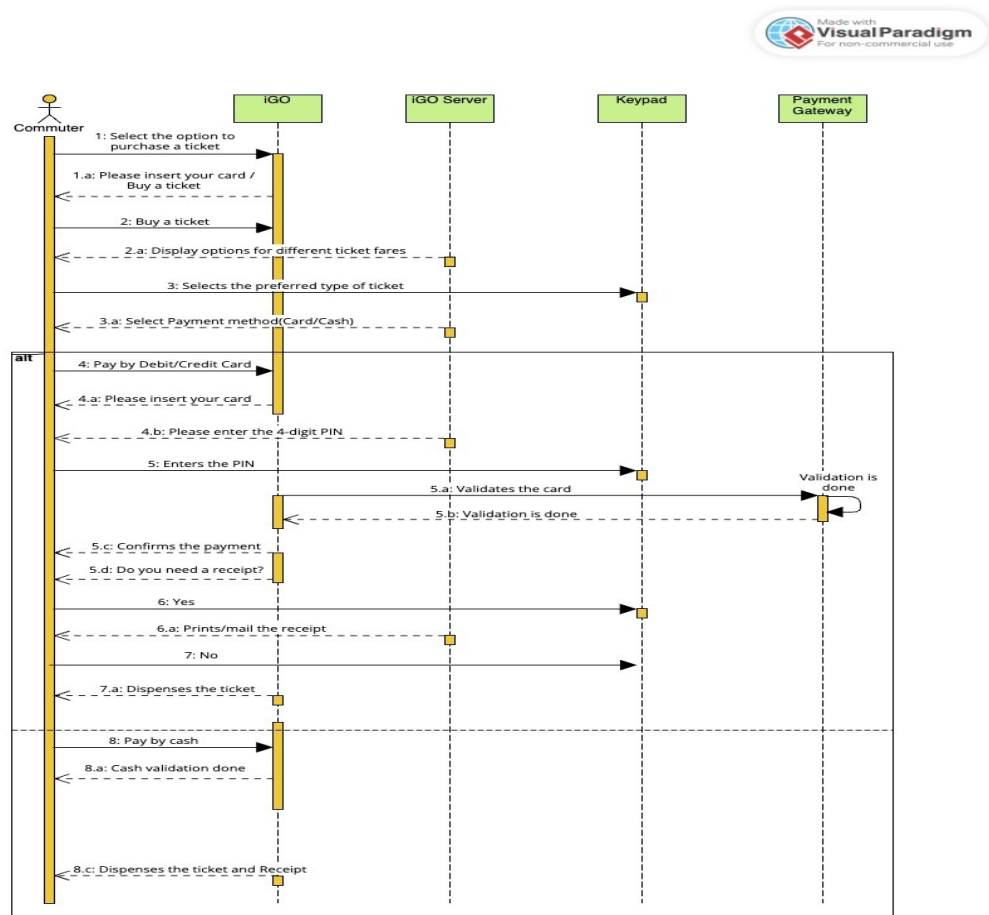 Made with
Visual Paradigm
For non-commercial use
Commuter
iGO
iGO Server
Keypad
Payment
Gateway
1: Select the option to
purchase a ticket
1.a: Please insert your card /
Buy a ticket
2: Buy a ticket
2.a: Display options for different ticket fares
3: Selects the preferred type of ticket
3.a: Select Payment method(Card/Cash)
alt
4: Pay by Debit/Credit Card
4.a: Please insert your card
4.b: Please enter the 4-digit PIN
5: Enters the PIN
Validation is
done
5.a: Validates the card
5.b: Validation is done
5.c: Confirms the payment
5.d: Do you need a receipt?
6: Yes
6.a: Prints/mail the receipt
7: No
7.a: Dispenses the ticket
8: Pay by cash
8.a: Cash validation done
8.c: Dispenses the ticket and Receipt